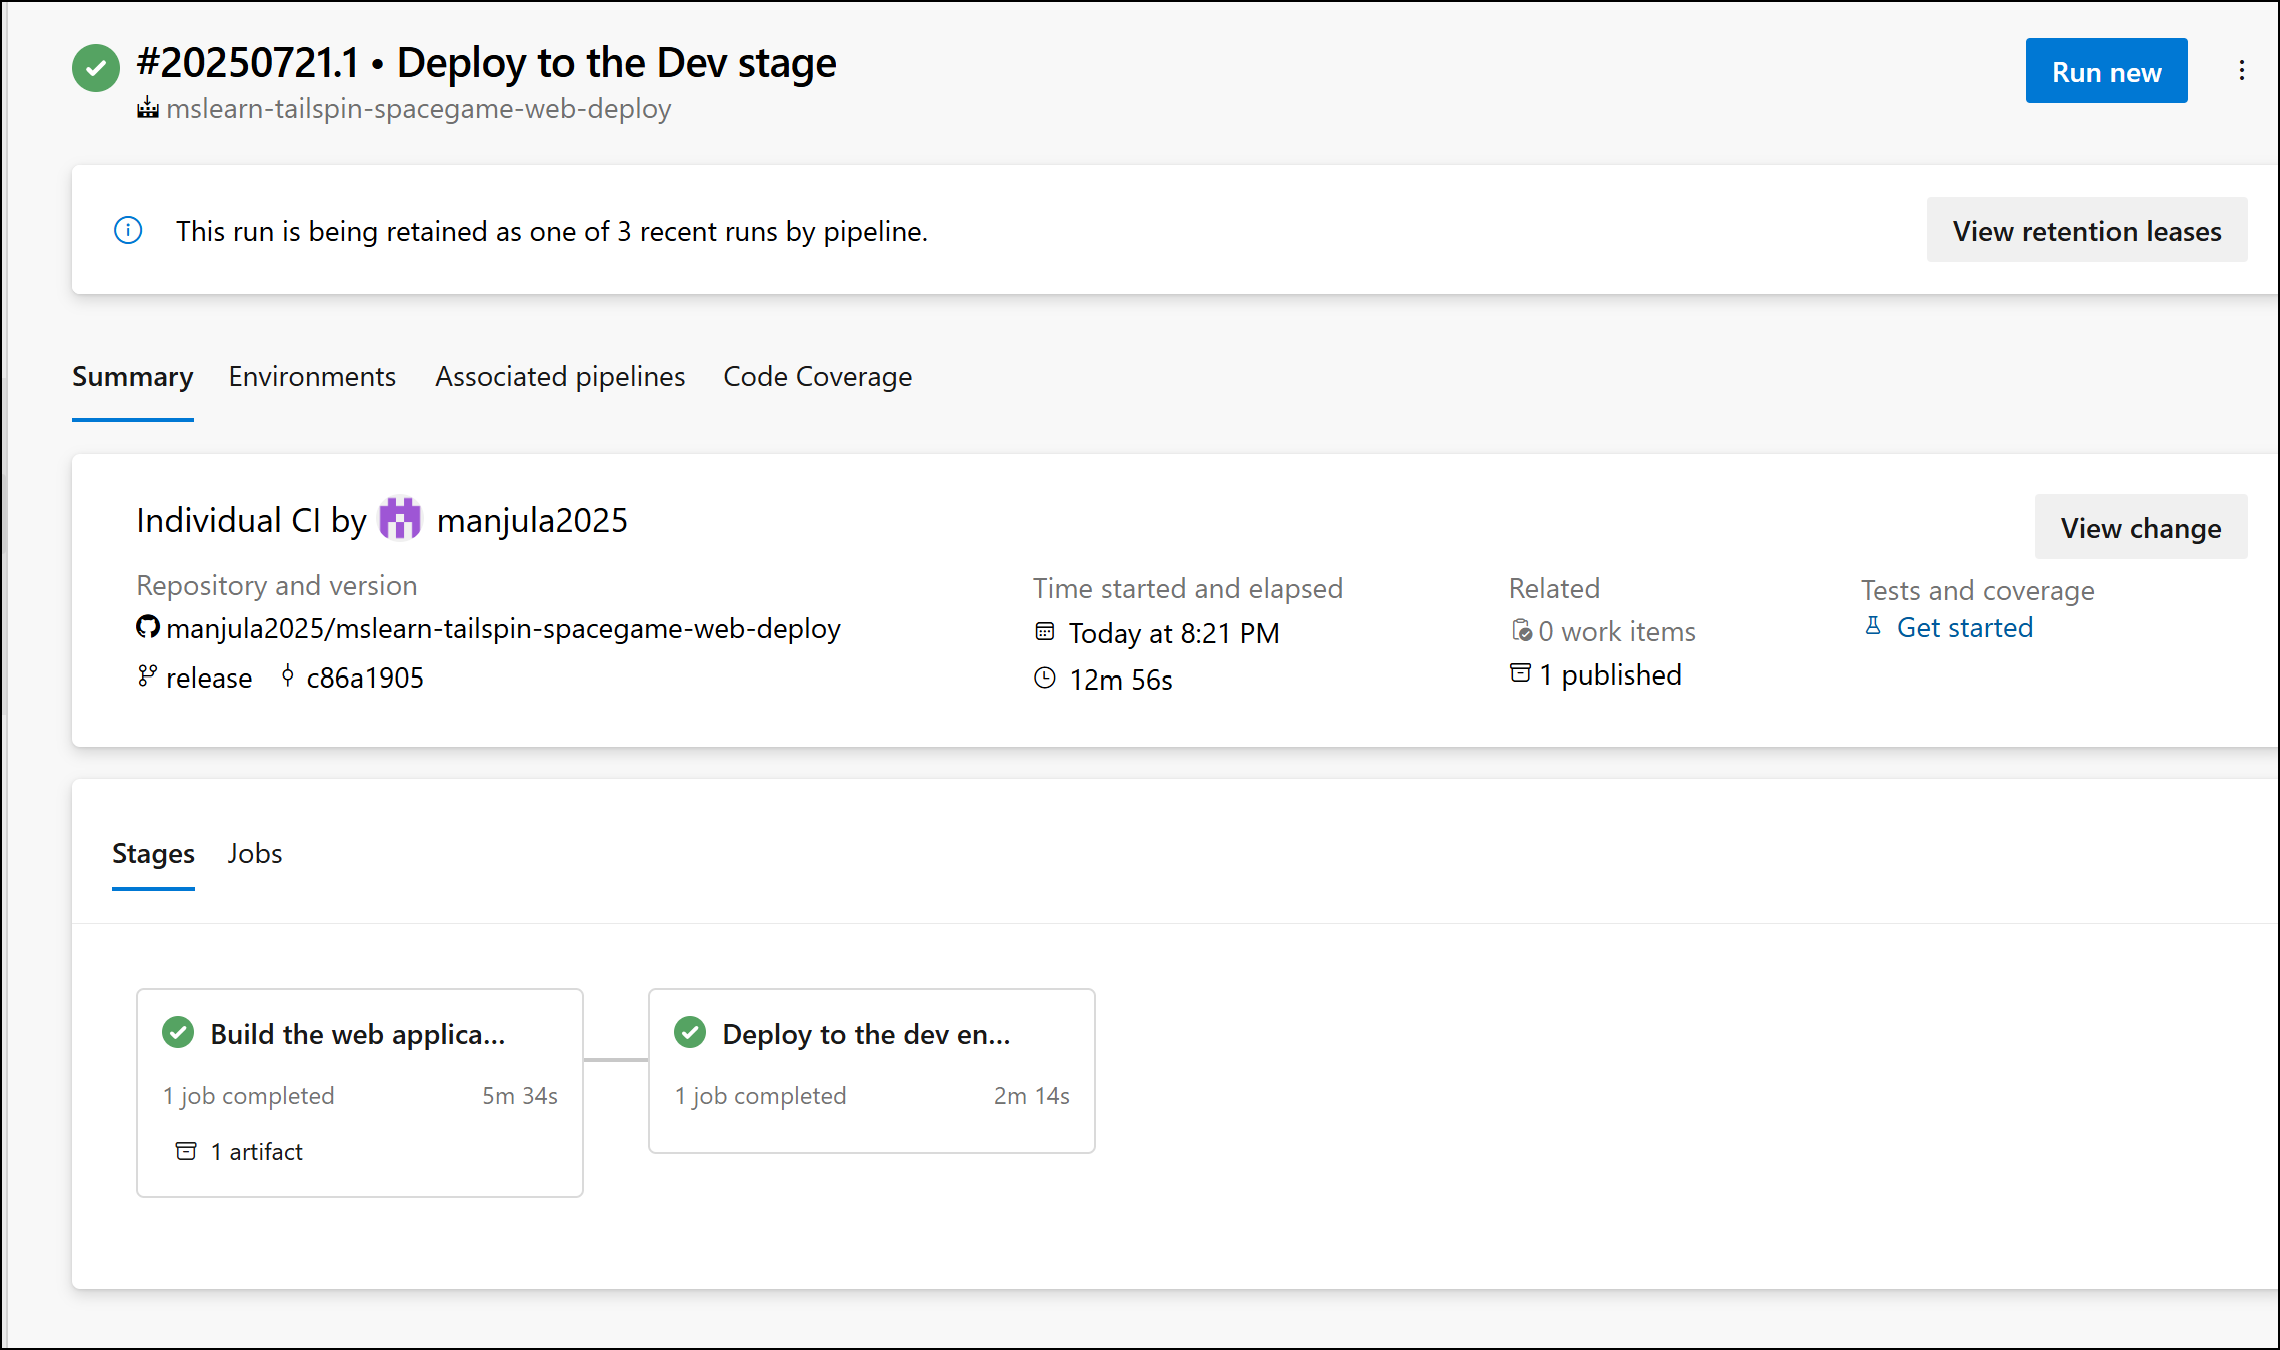 #20250721.1 • Deploy to the Dev stage
Run new
mslearn-tailspin-spacegame-web-deploy
This run is being retained as one of 3 recent runs by pipeline.
View retention leases
Summary Environments Associated pipelines Code Coverage
Individual CI by manjula2025
View change
Repository and version
manjula2025/mslearn-tailspin-spacegame-web-deploy
release c86a1905
Time started and elapsed
Today at 8:21 PM
12m 56s
Related
0 work items
1 published
Tests and coverage
Get started
Stages Jobs
Build the web applica...
1 job completed 5m 34s
1 artifact
Deploy to the dev en...
1 job completed 2m 14s